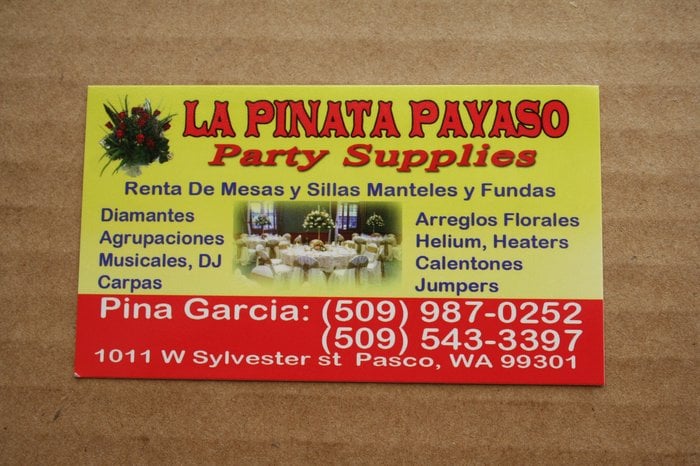 LA PINATA PAYASO
Party Supplies
Renta De Mesas y Sillas Manteles y Fundas
Diamantes
Agrupaciones
Musicales, DJ
Carpas
Arreglos Florales
Helium, Heaters
Calentones
Jumpers
Pina Garcia: (509) 987-0252
(509) 543-3397
1011 W Sylvester st Pasco, WA 99301